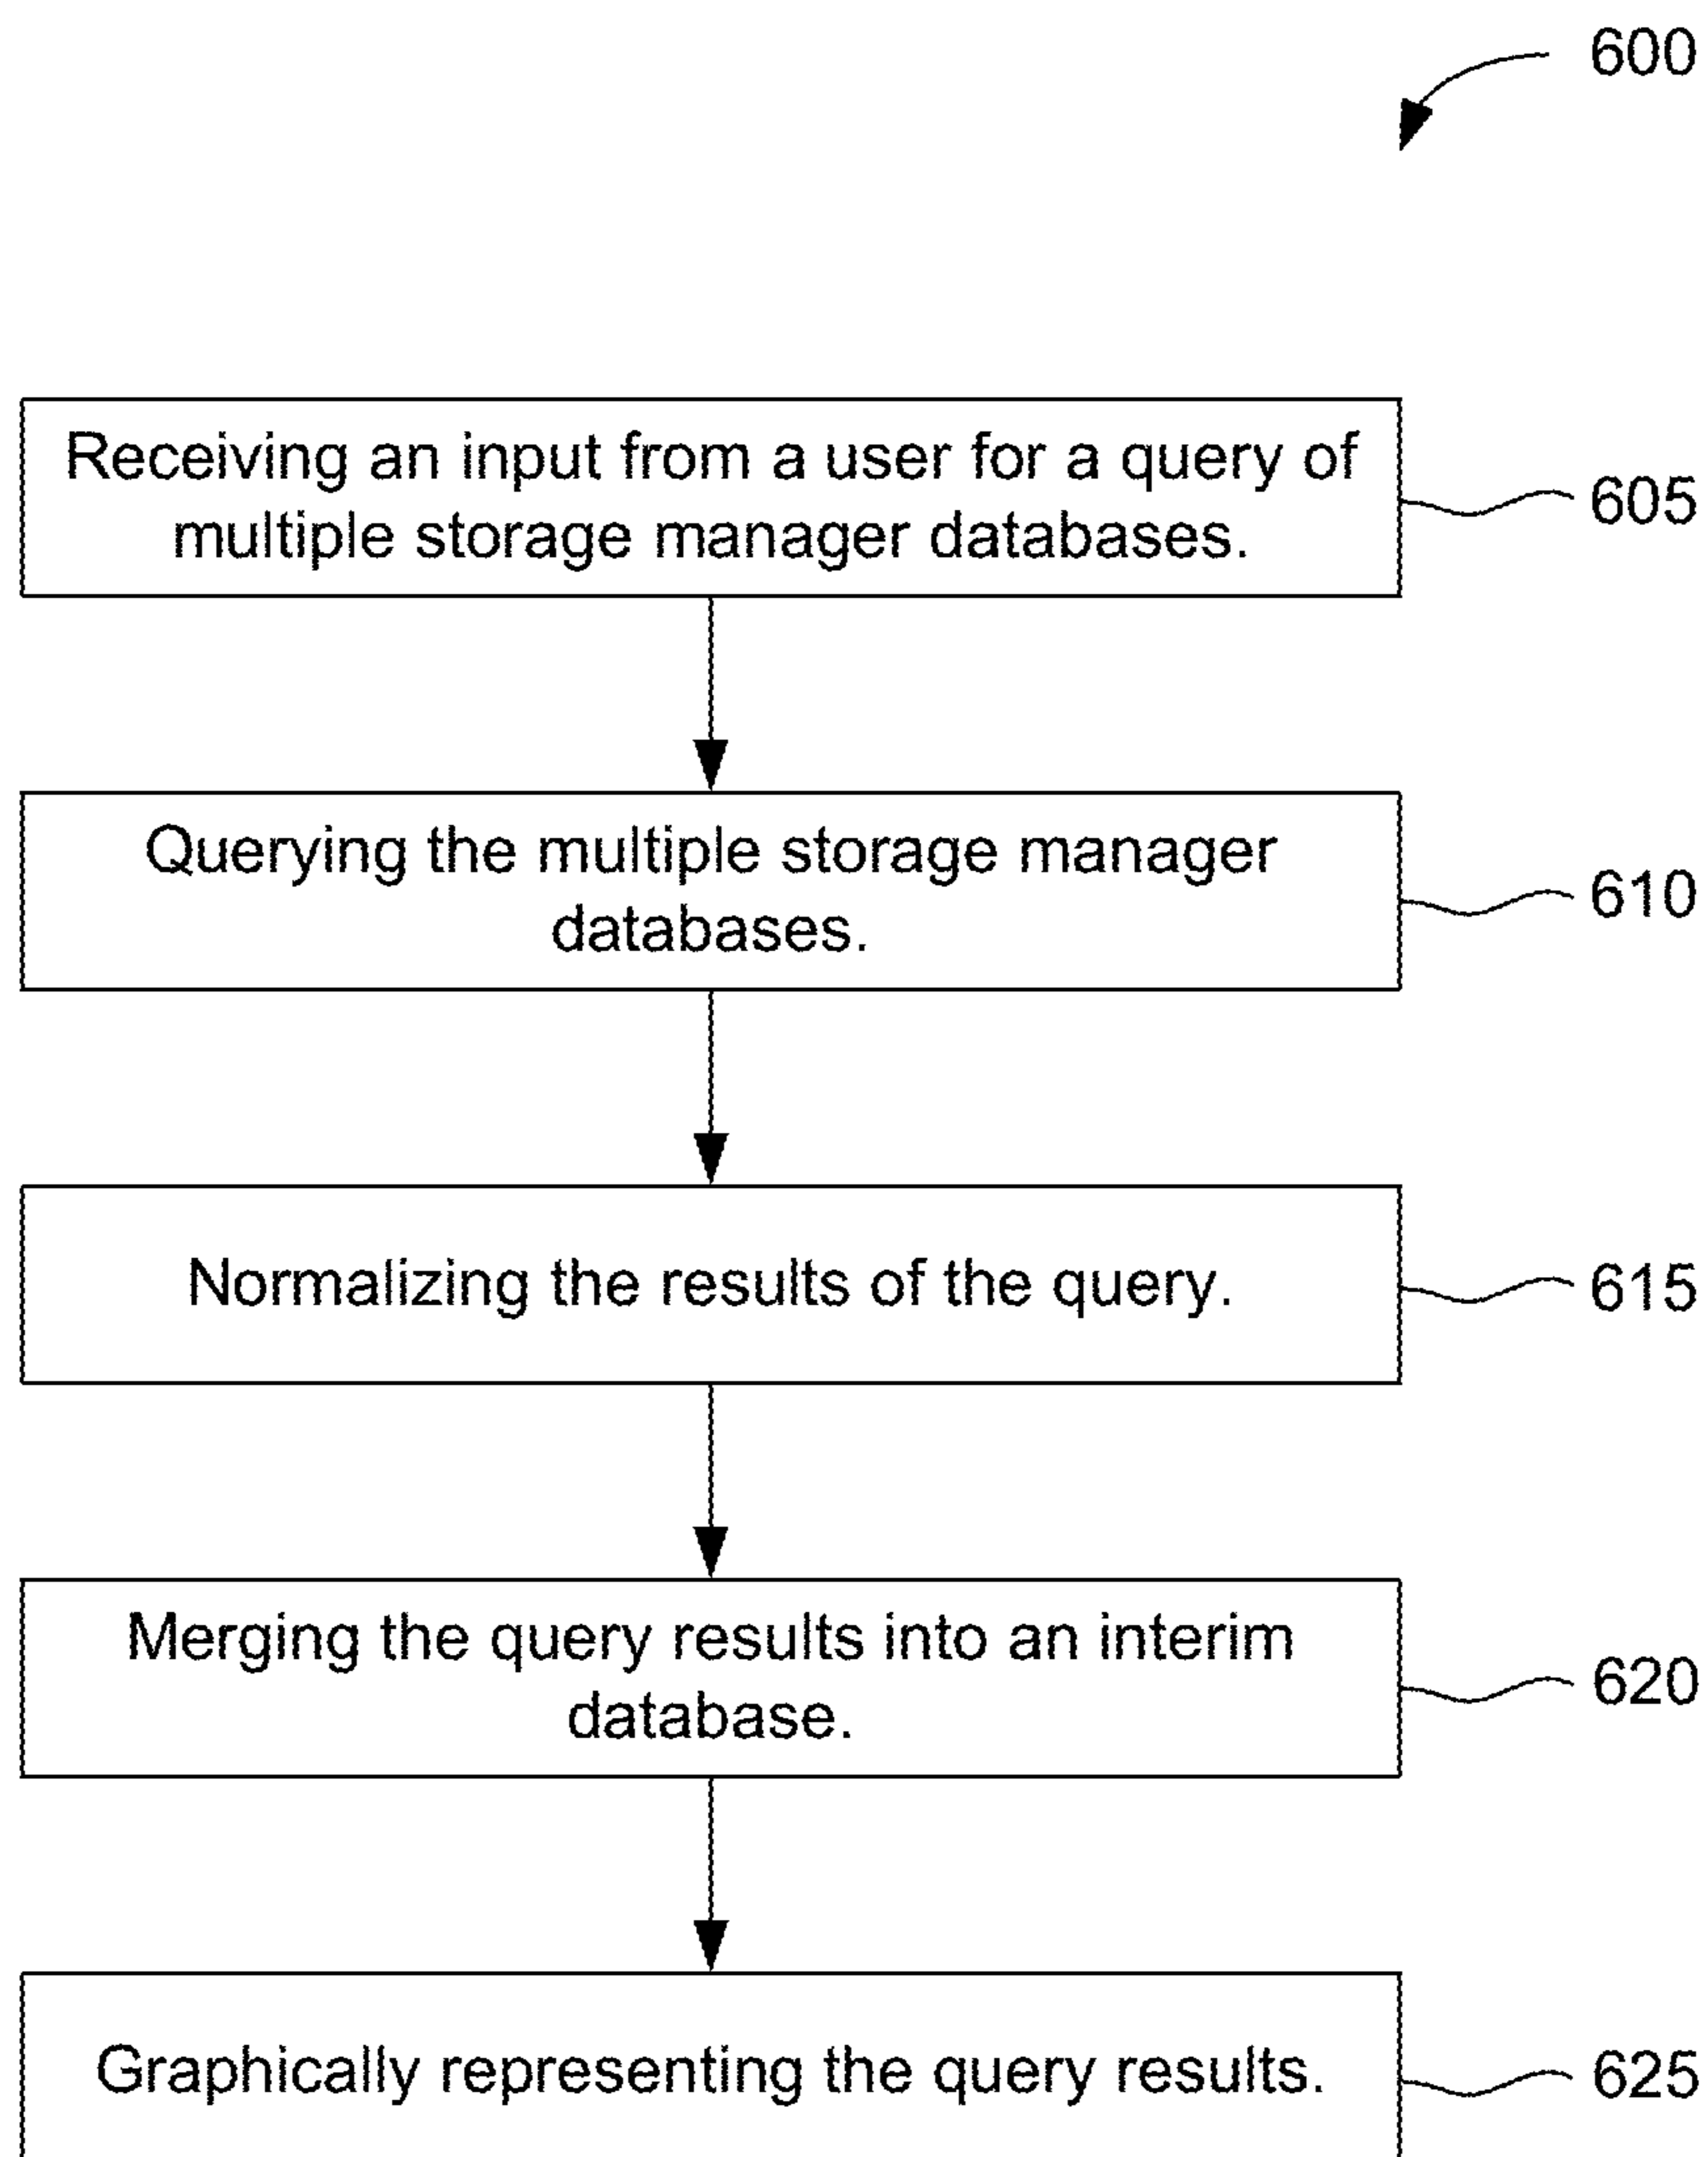 600
Receiving an input from a user for a query of
multiple storage manager databases.
605
Querying the multiple storage manager
databases.
610
Normalizing the results of the query.
615
Merging the query results into an interim
database.
620
Graphically representing the query results.
625